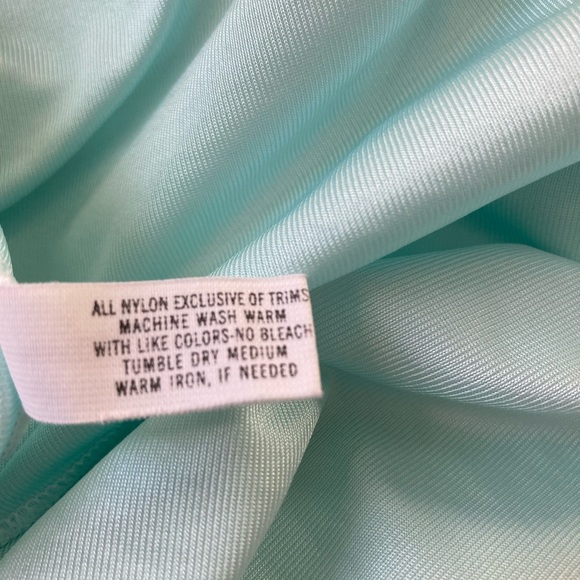 ALL NYLON EXCLUSIVE OF TRIMS
MACHINE WASH WARM
WITH LIKE COLORS-NO BLEACH
TUMBLE DRY MEDIUM
WARM IRON, IF NEEDED